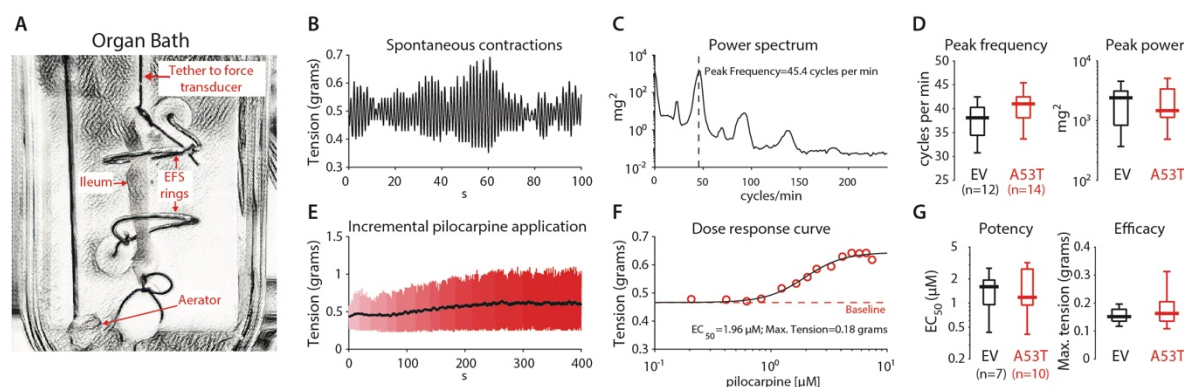 A
Organ Bath
Tether to force
transducer
Ileum
EFS
rings
Aerator
B
Spontaneous contractions
Tension (grams)
0.7
0.6
0.5
0.4
0.3
0 20 40 60 80 100
s
C
Power spectrum
Peak Frequency=45.4 cycles per min
mg2
10^4
10^2
10^0
10^-2
0 50 100 150 200
cycles/min
D
Peak frequency
cycles per min
45
40
35
30
25
EV A53T
(n=12) (n=14)
Peak power
mg2
10^4
10^3
10^2
EV A53T
E
Incremental pilocarpine application
Tension (grams)
1.5
1.0
0.5
0
0 100 200 300 400
s
F
Dose response curve
Tension (grams)
0.7
0.6
0.5
0.4
0.3
Baseline
EC50=1.96 µM; Max. Tension=0.18 grams
10^-1 10^0 10^1
pilocarpine [µM]
G
Potency
EC50 (µM)
5
2
1
0.5
0.2
EV A53T
(n=7) (n=10)
Efficacy
Max. tension (grams)
0.4
0.3
0.2
0.1
0
EV A53T